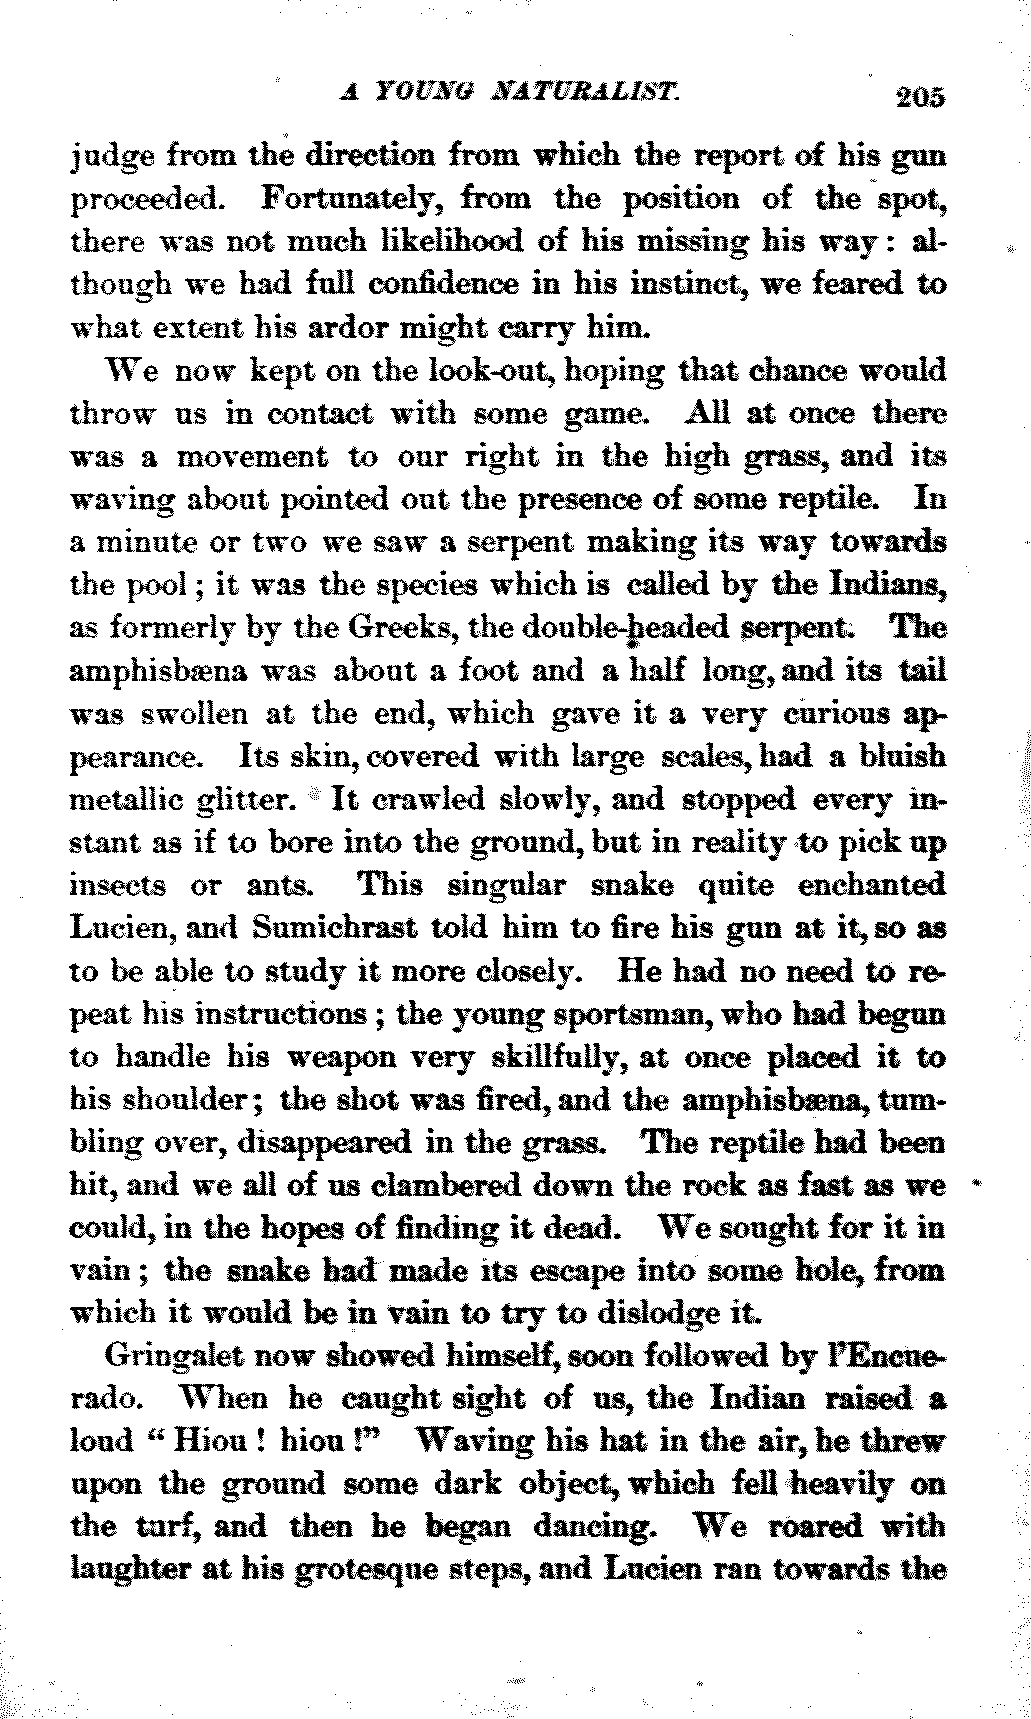 A YOUNG NATURALIST. 205
judge from the direction from which the report of his gun
proceeded. Fortunately, from the position of the spot,
there was not much likelihood of his missing his way: al-
though we had full confidence in his instinct, we feared to
what extent his ardor might carry him.
We now kept on the look-out, hoping that chance would
throw us in contact with some game. All at once there
was a movement to our right in the high grass, and its
waving about pointed out the presence of some reptile. In
a minute or two we saw a serpent making its way towards
the pool; it was the species which is called by the Indians,
as formerly by the Greeks, the double-headed serpent. The
amphisbæna was about a foot and a half long, and its tail
was swollen at the end, which gave it a very curious ap-
pearance. Its skin, covered with large scales, had a bluish
metallic glitter. It crawled slowly, and stopped every in-
stant as if to bore into the ground, but in reality to pick up
insects or ants. This singular snake quite enchanted
Lucien, and Sumichrast told him to fire his gun at it, so as
to be able to study it more closely. He had no need to re-
peat his instructions; the young sportsman, who had begun
to handle his weapon very skillfully, at once placed it to
his shoulder; the shot was fired, and the amphisbæna, tum-
bling over, disappeared in the grass. The reptile had been
hit, and we all of us clambered down the rock as fast as we
could, in the hopes of finding it dead. We sought for it in
vain; the snake had made its escape into some hole, from
which it would be in vain to try to dislodge it.
Gringalet now showed himself, soon followed by l'Encue-
rado. When he caught sight of us, the Indian raised a
loud "Hiou! hiou!" Waving his hat in the air, he threw
upon the ground some dark object, which fell heavily on
the turf, and then he began dancing. We roared with
laughter at his grotesque steps, and Lucien ran towards the